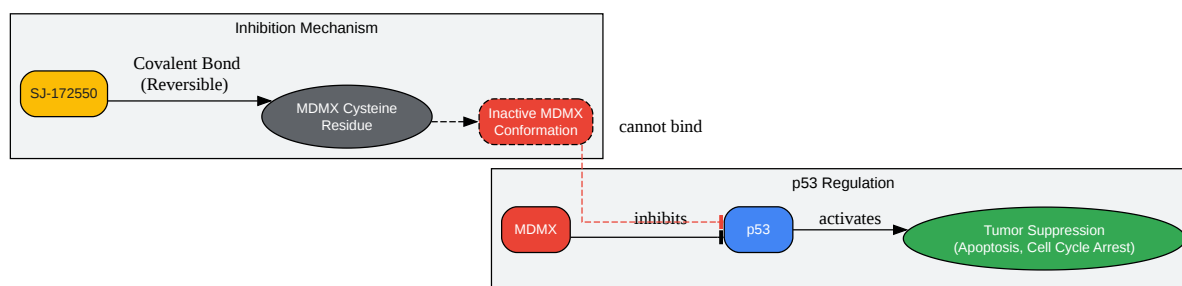 Inhibition Mechanism
SJ-172550
Covalent Bond
(Reversible)
MDMX Cysteine
Residue
Inactive MDMX
Conformation
cannot bind
p53 Regulation
MDMX
inhibits
p53
activates
Tumor Suppression
(Apoptosis, Cell Cycle Arrest)